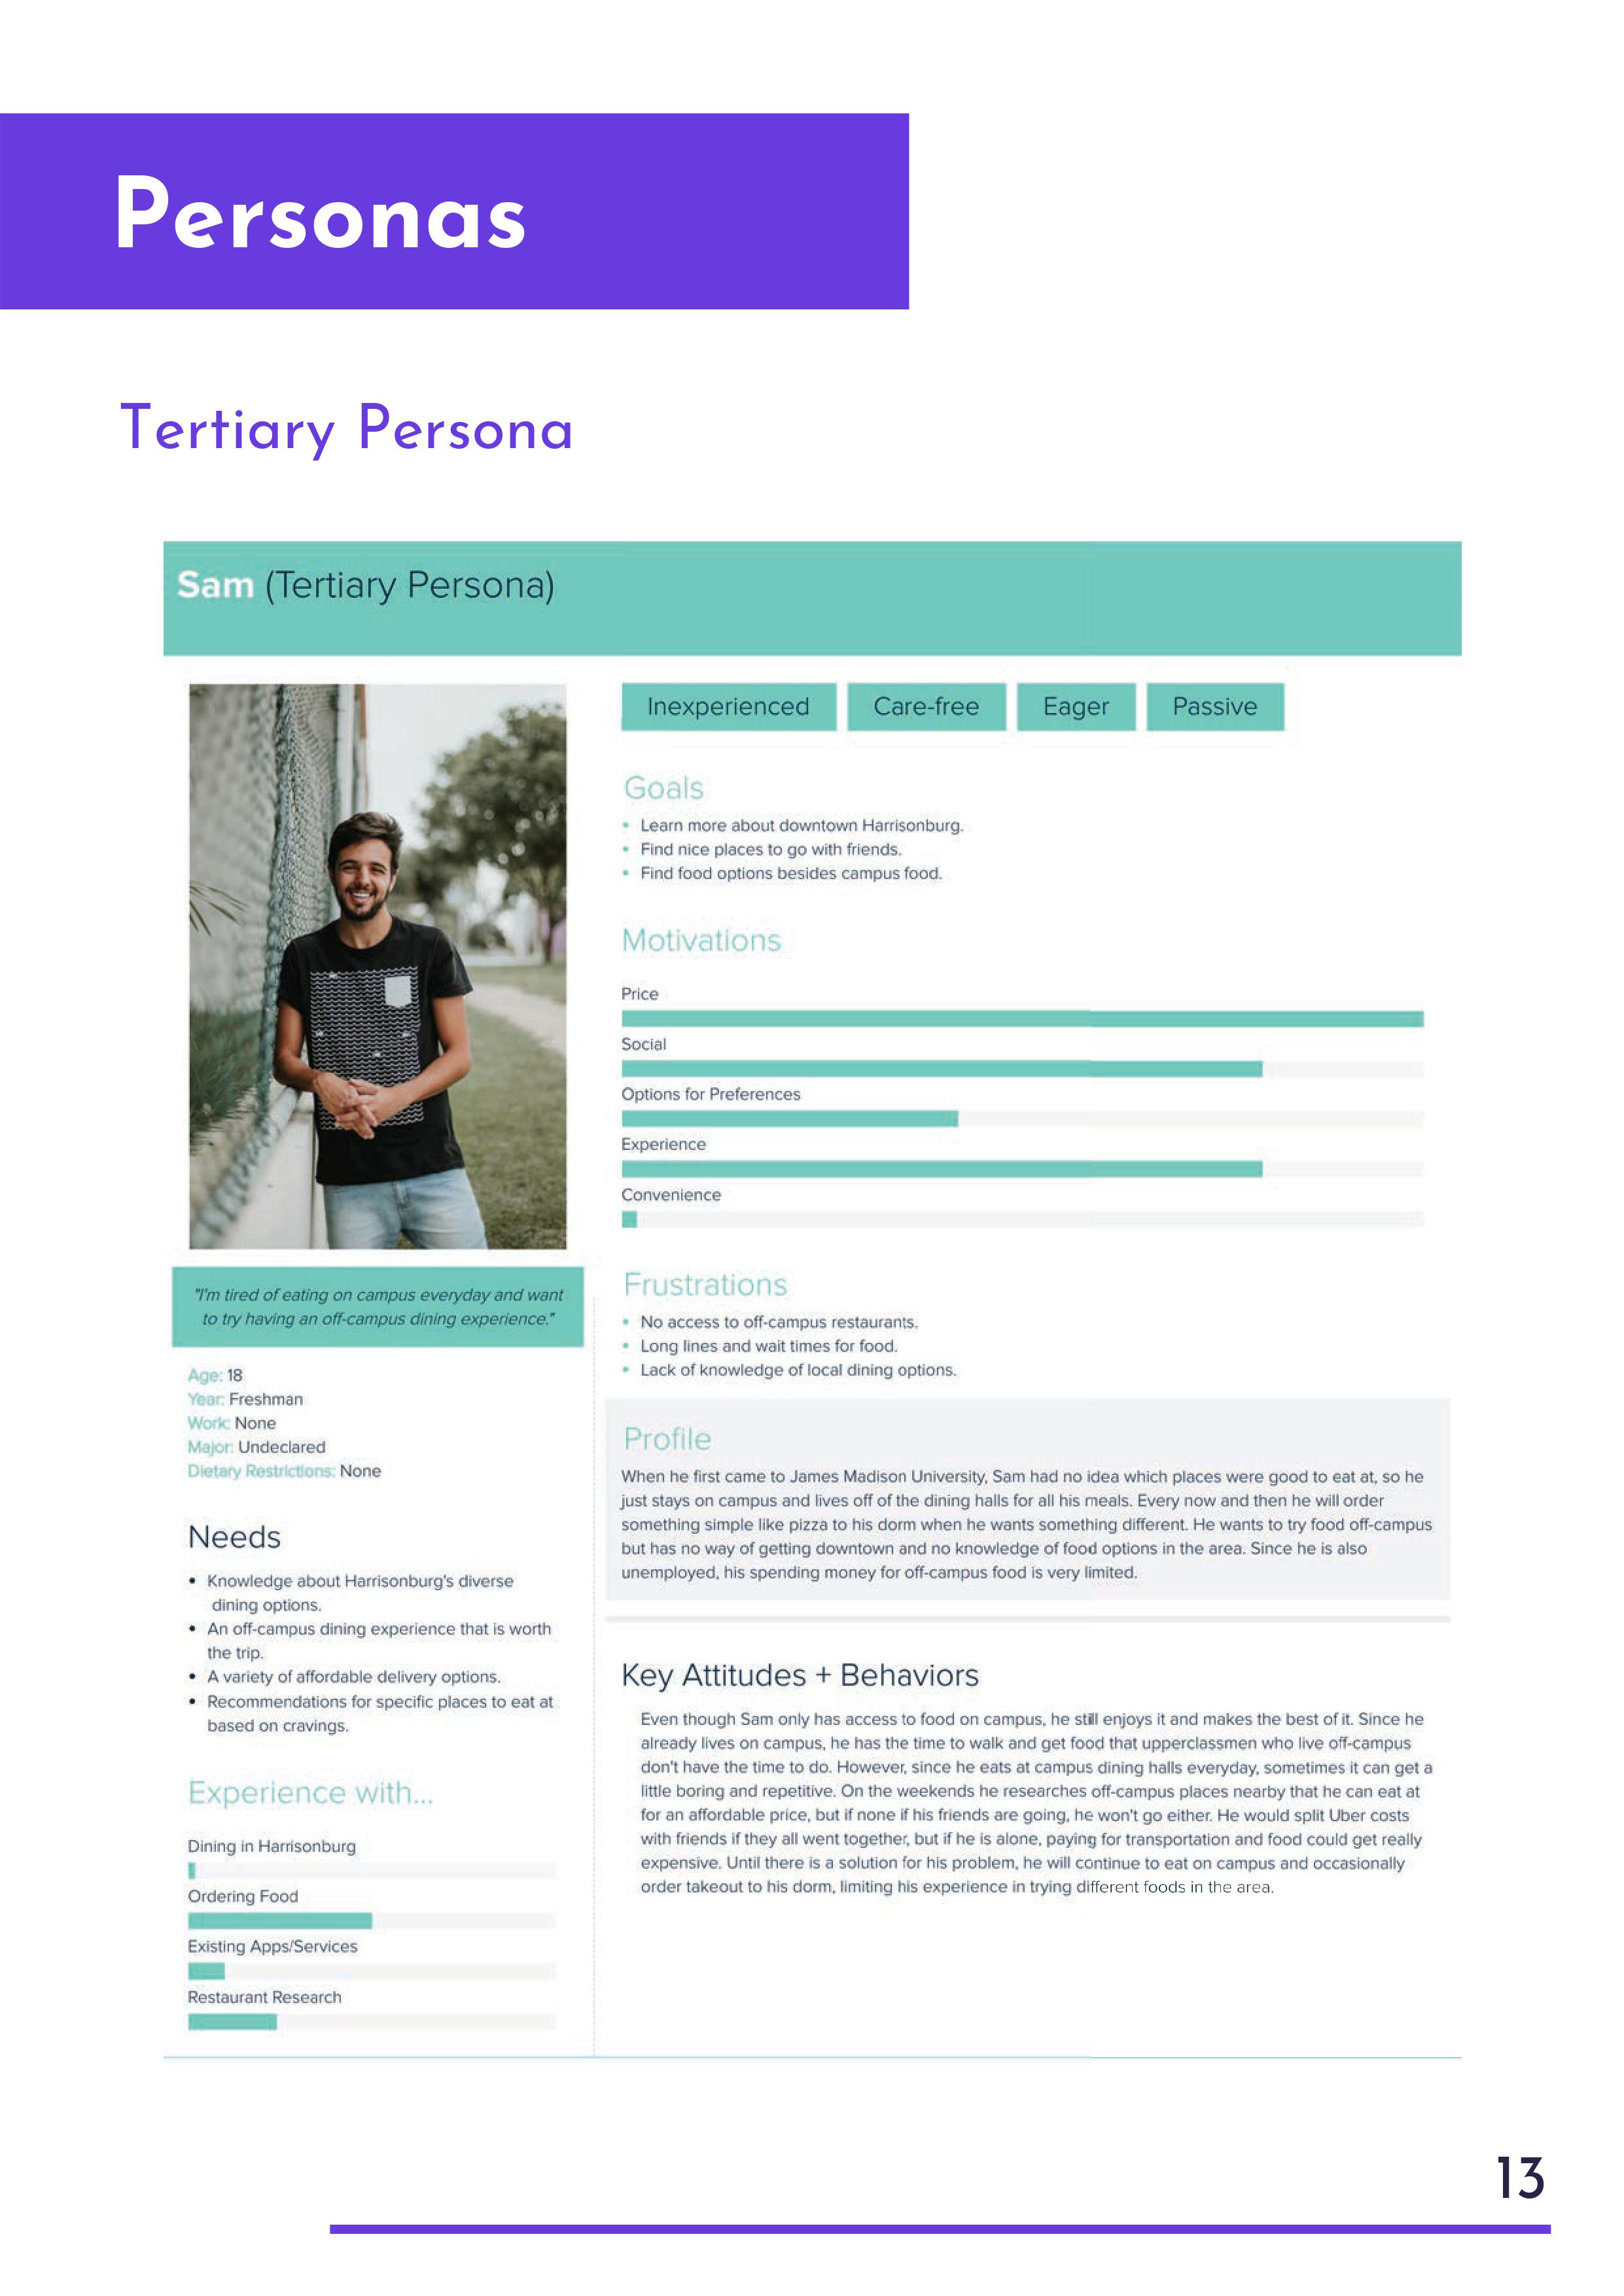 Personas
Tertiary Persona
Sam (Tertiary Persona)
"I'm tired of eating on campus everyday and want
to try having an off-campus dining experience."
Age: 18
Year: Freshman
Work: None
Major: Undeclared
Dietary Restrictions: None
Needs
• Knowledge about Harrisonburg's diverse
dining options.
• An off-campus dining experience that is worth
the trip.
• A variety of affordable delivery options.
• Recommendations for specific places to eat at
based on cravings.
Experience with...
Dining in Harrisonburg
Ordering Food
Existing Apps/Services
Restaurant Research
Inexperienced Care-free Eager Passive
Goals
• Learn more about downtown Harrisonburg.
• Find nice places to go with friends.
• Find food options besides campus food.
Motivations
Price
Social
Options for Preferences
Experience
Convenience
Frustrations
• No access to off-campus restaurants.
• Long lines and wait times for food.
• Lack of knowledge of local dining options.
Profile
When he first came to James Madison University, Sam had no idea which places were good to eat at, so he
just stays on campus and lives off of the dining halls for all his meals. Every now and then he will order
something simple like pizza to his dorm when he wants something different. He wants to try food off-campus
but has no way of getting downtown and no knowledge of food options in the area. Since he is also
unemployed, his spending money for off-campus food is very limited.
Key Attitudes + Behaviors
Even though Sam only has access to food on campus, he still enjoys it and makes the best of it. Since he
already lives on campus, he has the time to walk and get food that upperclassmen who live off-campus
don't have the time to do. However, since he eats at campus dining halls everyday, sometimes it can get a
little boring and repetitive. On the weekends he researches off-campus places nearby that he can eat at
for an affordable price, but if none if his friends are going, he won't go either. He would split Uber costs
with friends if they all went together, but if he is alone, paying for transportation and food could get really
expensive. Until there is a solution for his problem, he will continue to eat on campus and occasionally
order takeout to his dorm, limiting his experience in trying different foods in the area.
13